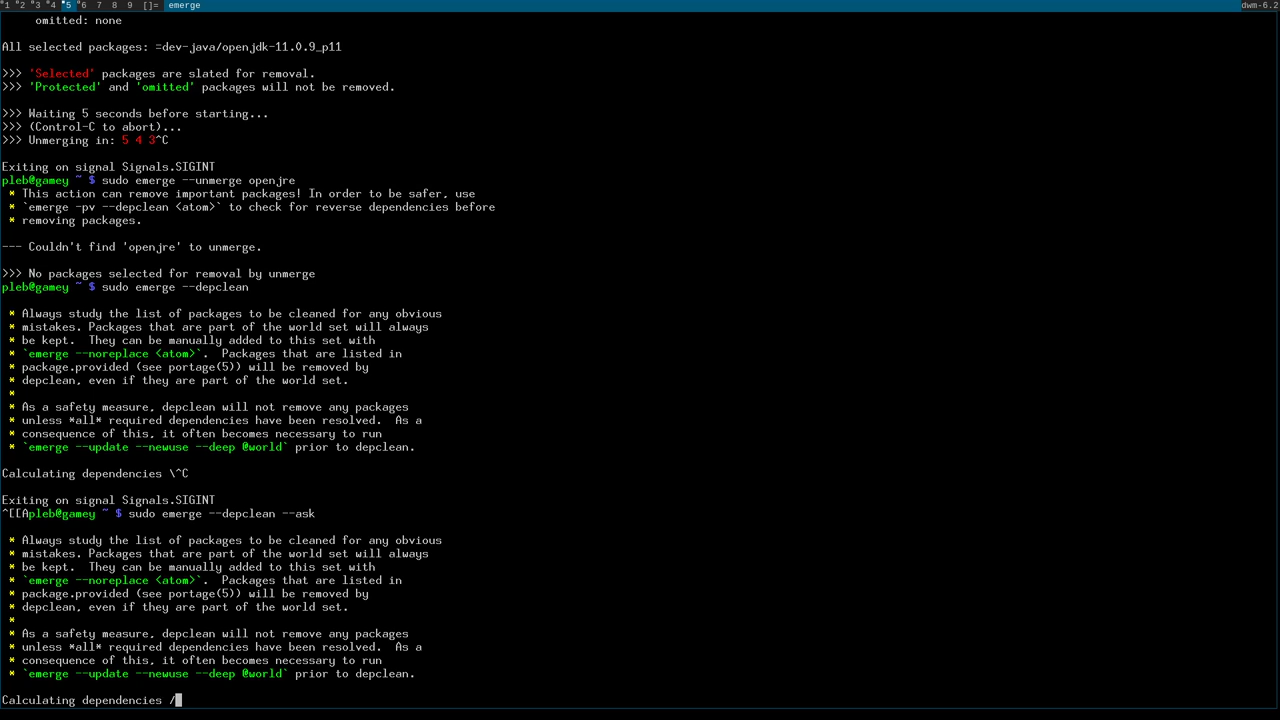 1 2 3 4 5 6 7 8 9 []= emerge dwm-6.2
omitted: none
All selected packages: =dev-java/openjdk-11.0.9_p11
>>> 'Selected' packages are slated for removal.
>>> 'Protected' and 'omitted' packages will not be removed.
>>> Waiting 5 seconds before starting...
>>> (Control-C to abort)...
>>> Unmerging in: 5 4 3^C
Exiting on signal Signals.SIGINT
pleb@gamey ~ $ sudo emerge --unmerge openjre
* This action can remove important packages! In order to be safer, use
* `emerge -pv --depclean <atom>` to check for reverse dependencies before
* removing packages.
--- Couldn't find 'openjre' to unmerge.
>>> No packages selected for removal by unmerge
pleb@gamey ~ $ sudo emerge --depclean
* Always study the list of packages to be cleaned for any obvious
* mistakes. Packages that are part of the world set will always
* be kept.  They can be manually added to this set with
* `emerge --noreplace <atom>`.  Packages that are listed in
* package.provided (see portage(5)) will be removed by
* depclean, even if they are part of the world set.
*
* As a safety measure, depclean will not remove any packages
* unless *all* required dependencies have been resolved.  As a
* consequence of this, it often becomes necessary to run
* `emerge --update --newuse --deep @world` prior to depclean.
Calculating dependencies \^C
Exiting on signal Signals.SIGINT
^[[Apleb@gamey ~ $ sudo emerge --depclean --ask
* Always study the list of packages to be cleaned for any obvious
* mistakes. Packages that are part of the world set will always
* be kept.  They can be manually added to this set with
* `emerge --noreplace <atom>`.  Packages that are listed in
* package.provided (see portage(5)) will be removed by
* depclean, even if they are part of the world set.
*
* As a safety measure, depclean will not remove any packages
* unless *all* required dependencies have been resolved.  As a
* consequence of this, it often becomes necessary to run
* `emerge --update --newuse --deep @world` prior to depclean.
Calculating dependencies /